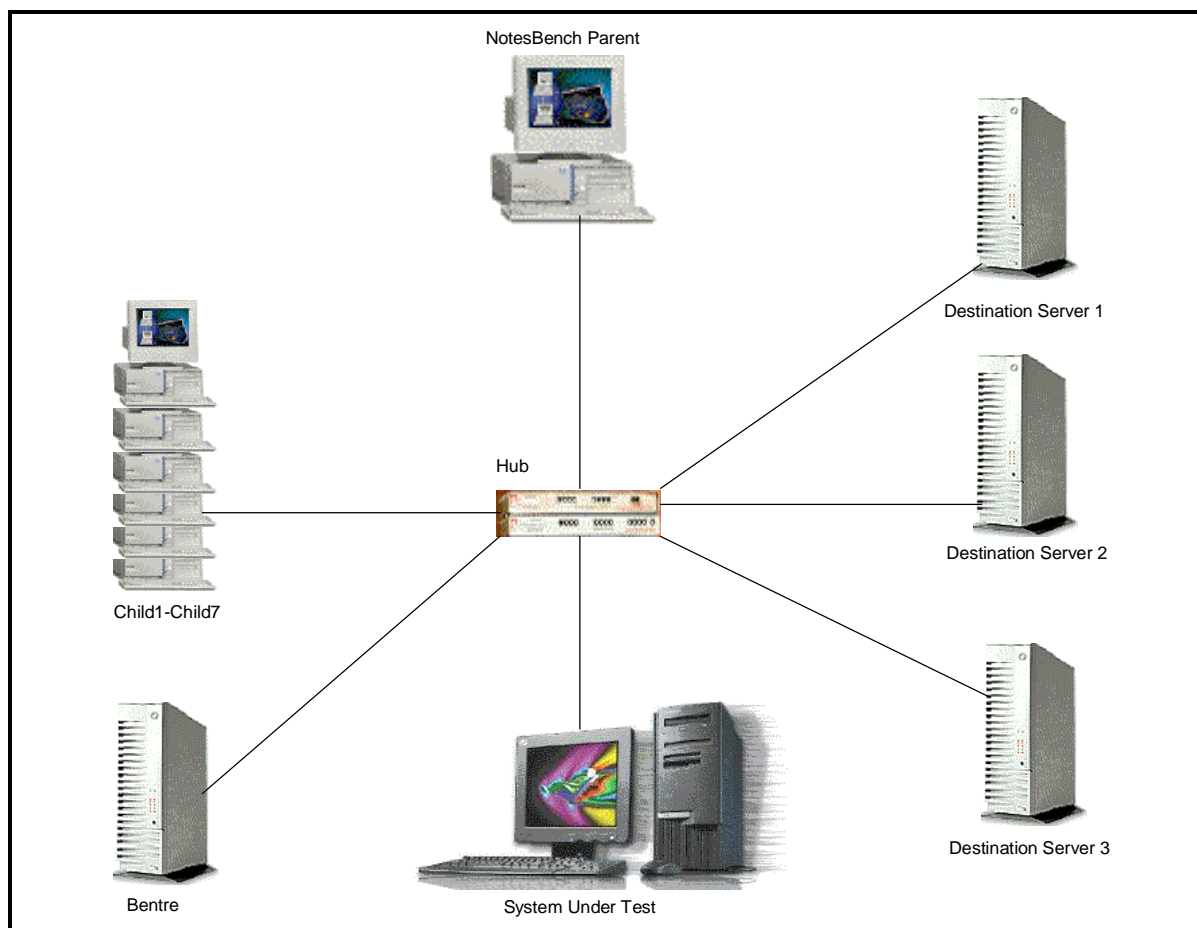 NotesBench Parent
Destination Server 1
Hub
Destination Server 2
Child1-Child7
Destination Server 3
Bentre
System Under Test